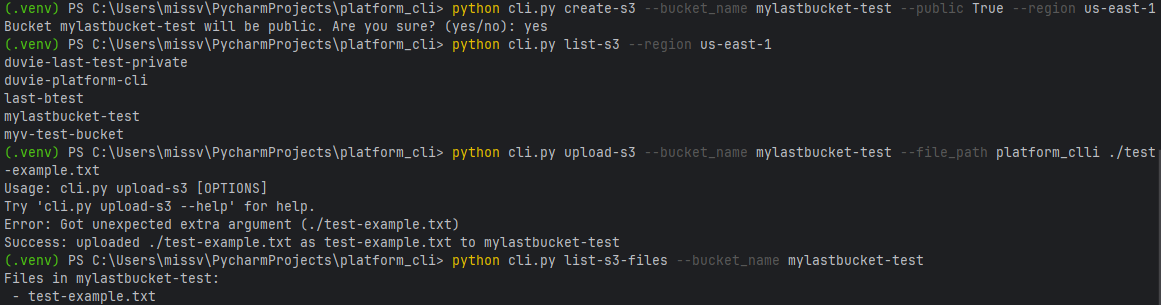 (.venv) PS C:\Users\missv\PycharmProjects\platform_cli> python cli.py create-s3 --bucket_name mylastbucket-test --public True --region us-east-1
Bucket mylastbucket-test will be public. Are you sure? (yes/no): yes
(.venv) PS C:\Users\missv\PycharmProjects\platform_cli> python cli.py list-s3 --region us-east-1
duvie-last-test-private
duvie-platform-cli
last-btest
mylastbucket-test
myv-test-bucket
(.venv) PS C:\Users\missv\PycharmProjects\platform_cli> python cli.py upload-s3 --bucket_name mylastbucket-test --file_path platform_clli ./test
-example.txt
Usage: cli.py upload-s3 [OPTIONS]
Try 'cli.py upload-s3 --help' for help.
Error: Got unexpected extra argument (./test-example.txt)
Success: uploaded ./test-example.txt as test-example.txt to mylastbucket-test
(.venv) PS C:\Users\missv\PycharmProjects\platform_cli> python cli.py list-s3-files --bucket_name mylastbucket-test
Files in mylastbucket-test:
 - test-example.txt